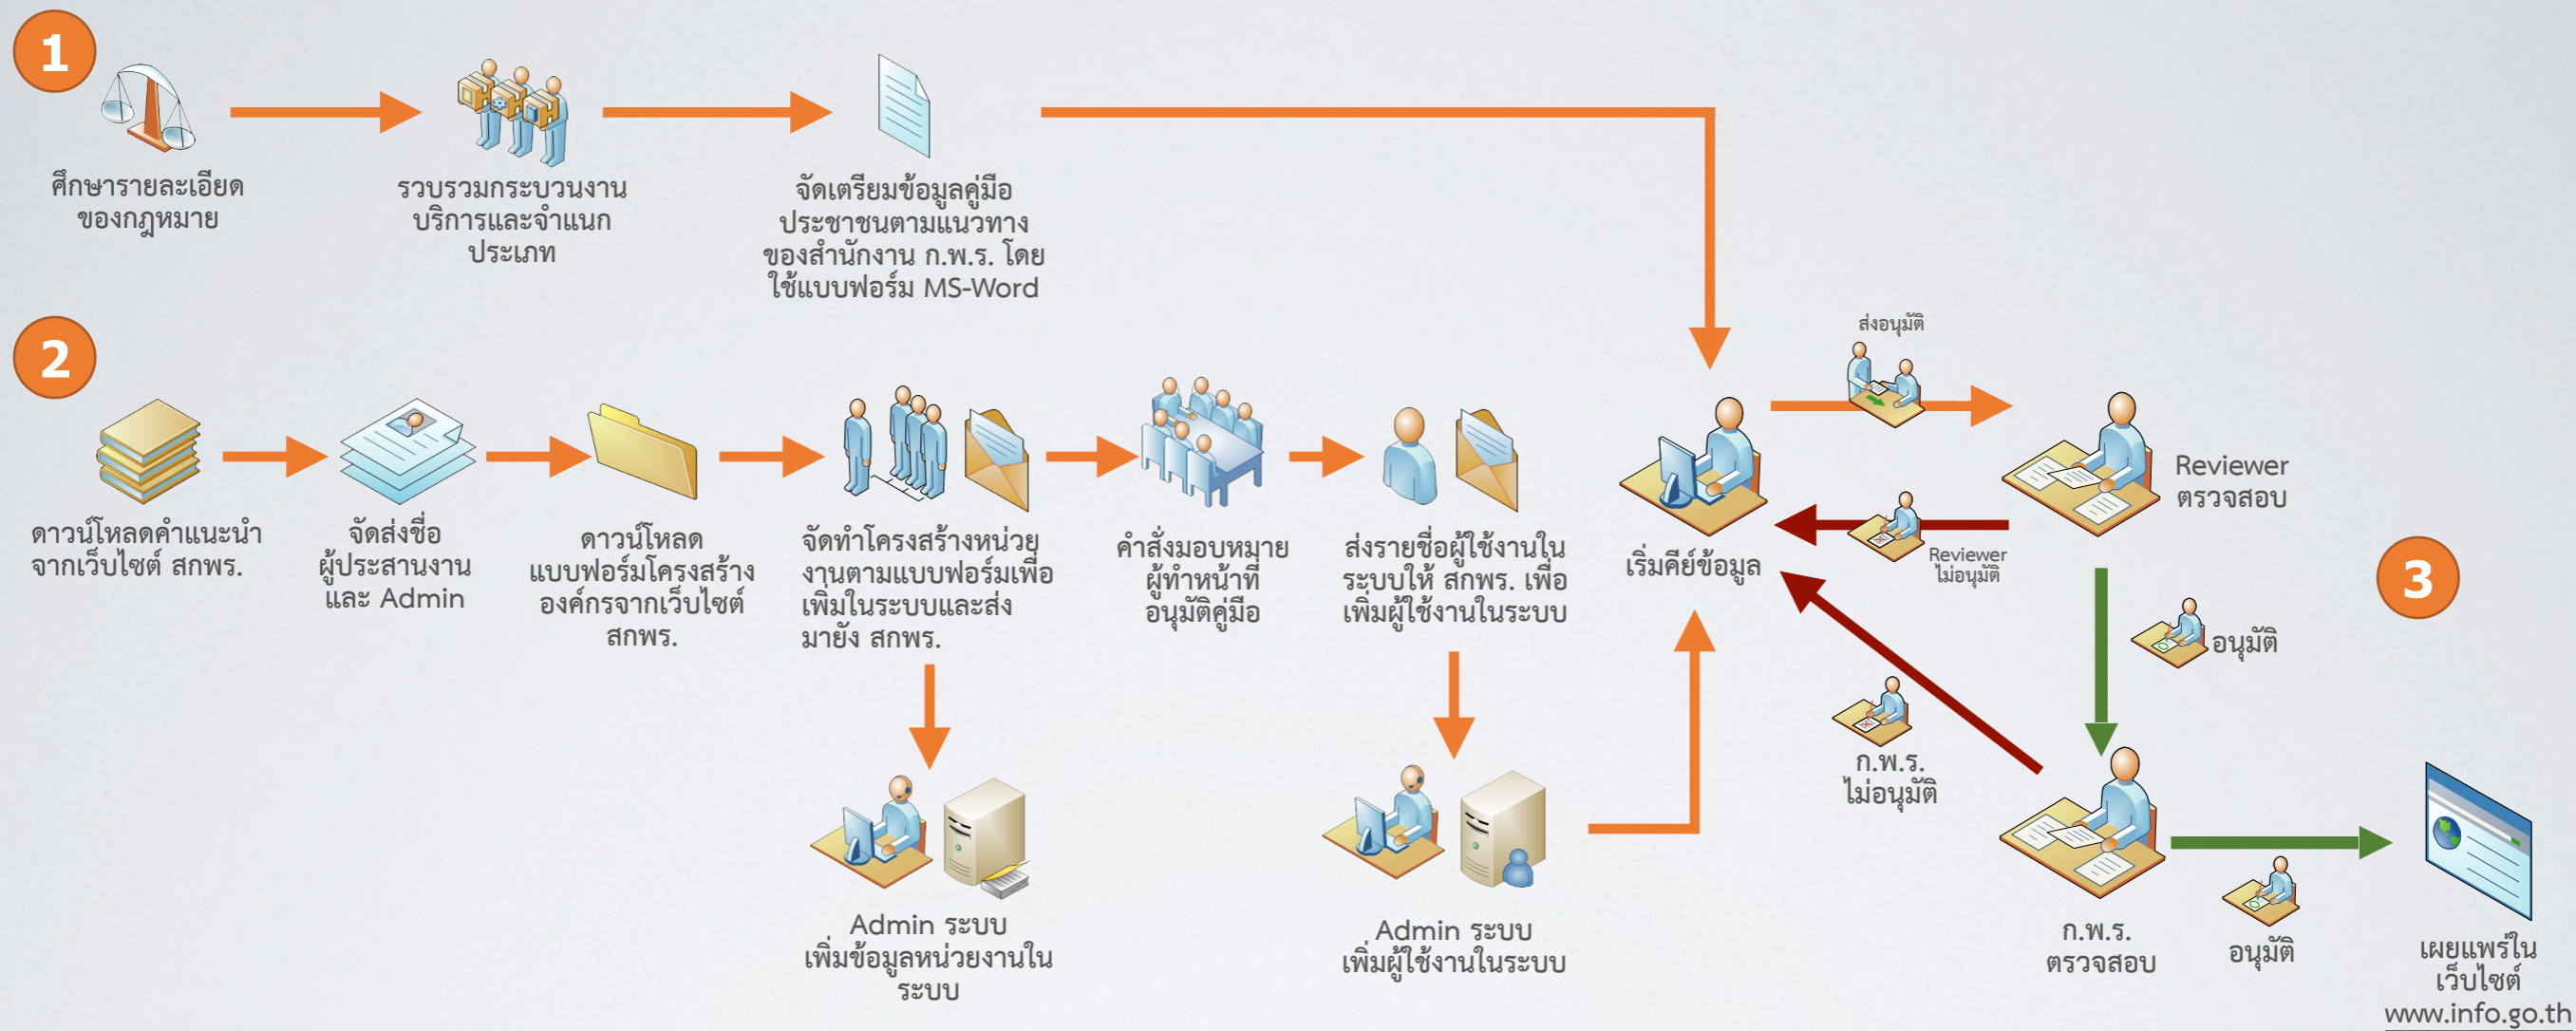 1
ศึกษารายละเอียด
ของกฎหมาย
รวบรวมกระบวนงาน
บริการและจำแนก
ประเภท
จัดเตรียมข้อมูลคู่มือ
ประชาชนตามแนวทาง
ของสำนักงาน ก.พ.ร. โดย
ใช้แบบฟอร์ม MS-Word
2
ดาวน์โหลดคำแนะนำ
จากเว็บไซต์ สกพร.
จัดส่งชื่อ
ผู้ประสานงาน
และ Admin
ดาวน์โหลด
แบบฟอร์มโครงสร้าง
องค์กรจากเว็บไซต์
สกพร.
จัดทำโครงสร้างหน่วย
งานตามแบบฟอร์มเพื่อ
เพิ่มในระบบและส่ง
มายัง สกพร.
คำสั่งมอบหมาย
ผู้ทำหน้าที่
อนุมัติคู่มือ
ส่งรายชื่อผู้ใช้งานใน
ระบบให้ สกพร. เพื่อ
เพิ่มผู้ใช้งานในระบบ
Admin ระบบ
เพิ่มข้อมูลหน่วยงานใน
ระบบ
Admin ระบบ
เพิ่มผู้ใช้งานในระบบ
เริ่มคีย์ข้อมูล
ส่งอนุมัติ
Reviewer
ตรวจสอบ
Reviewer
ไม่อนุมัติ
3
อนุมัติ
ก.พ.ร.
ไม่อนุมัติ
ก.พ.ร.
ตรวจสอบ
อนุมัติ
เผยแพร่ใน
เว็บไซต์
www.info.go.th